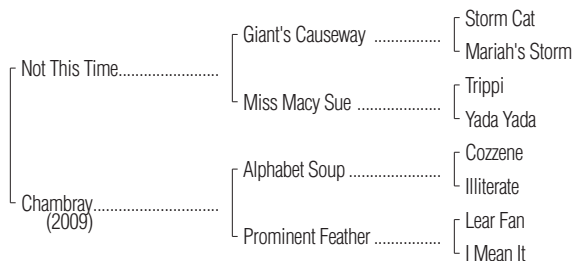 Storm Cat
Giant's Causeway ..................
Mariah's Storm
Not This Time............................
Trippi
Miss Macy Sue .......................
Yada Yada
Cozzene
Alphabet Soup .........................
Illiterate
Chambray...................................
(2009)
Lear Fan
Prominent Feather ..................
I Mean It